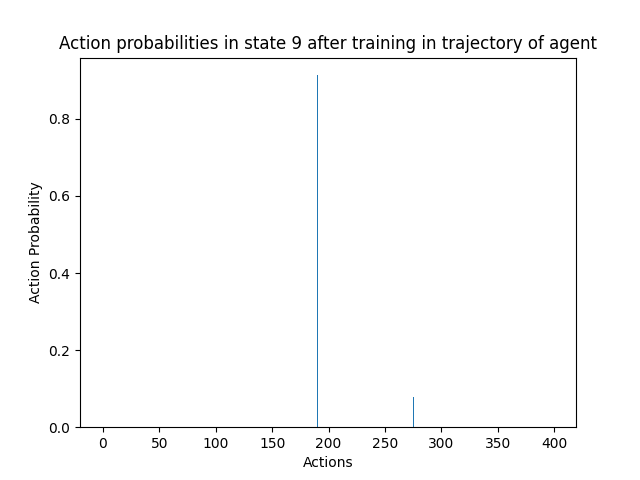 Action probabilities in state 9 after training in trajectory of agent
Action Probability
0.8
0.6
0.4
0.2
0.0
0 50 100 150 200 250 300 350 400
Actions